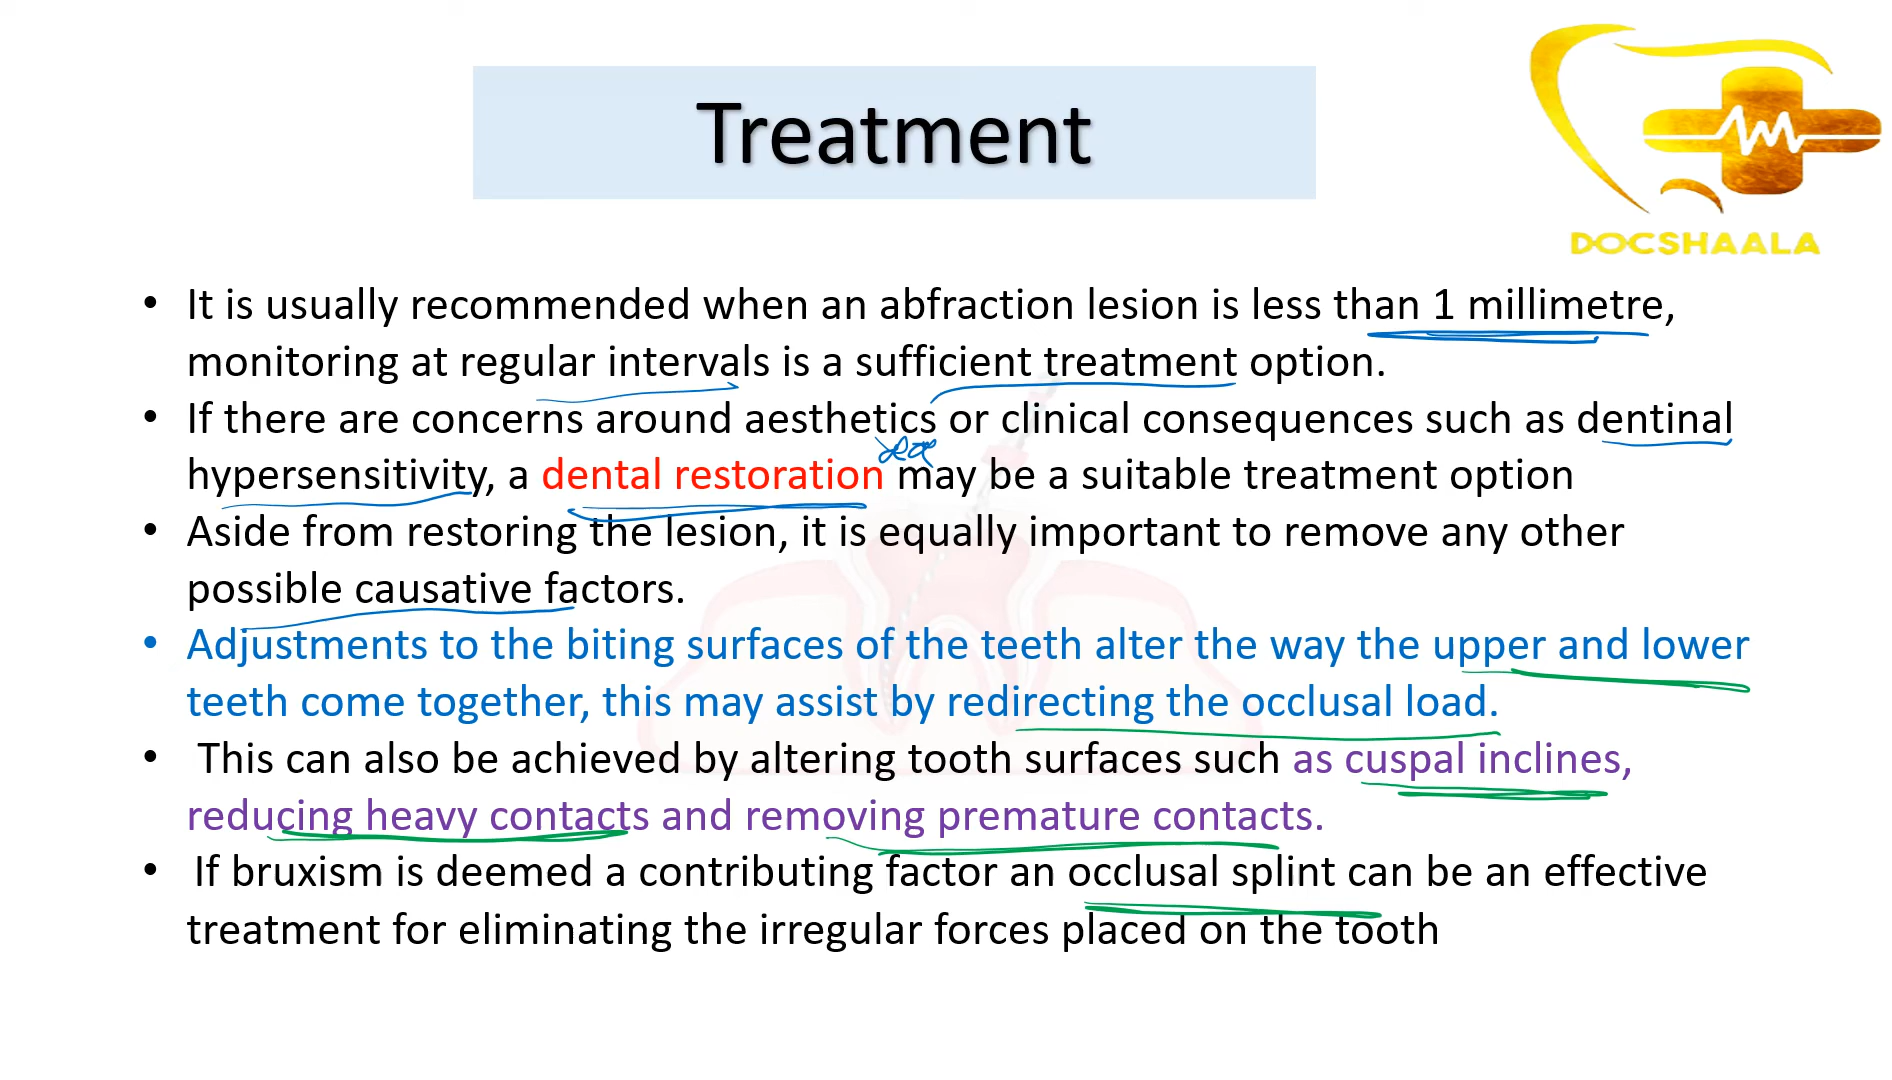 Treatment
DOCSHAALA
• It is usually recommended when an abfraction lesion is less than 1 millimetre,
monitoring at regular intervals is a sufficient treatment option.
• If there are concerns around aesthetics or clinical consequences such as dentinal
hypersensitivity, a dental restoration may be a suitable treatment option
• Aside from restoring the lesion, it is equally important to remove any other
possible causative factors.
• Adjustments to the biting surfaces of the teeth alter the way the upper and lower
teeth come together, this may assist by redirecting the occlusal load.
• This can also be achieved by altering tooth surfaces such as cuspal inclines,
reducing heavy contacts and removing premature contacts.
• If bruxism is deemed a contributing factor an occlusal splint can be an effective
treatment for eliminating the irregular forces placed on the tooth